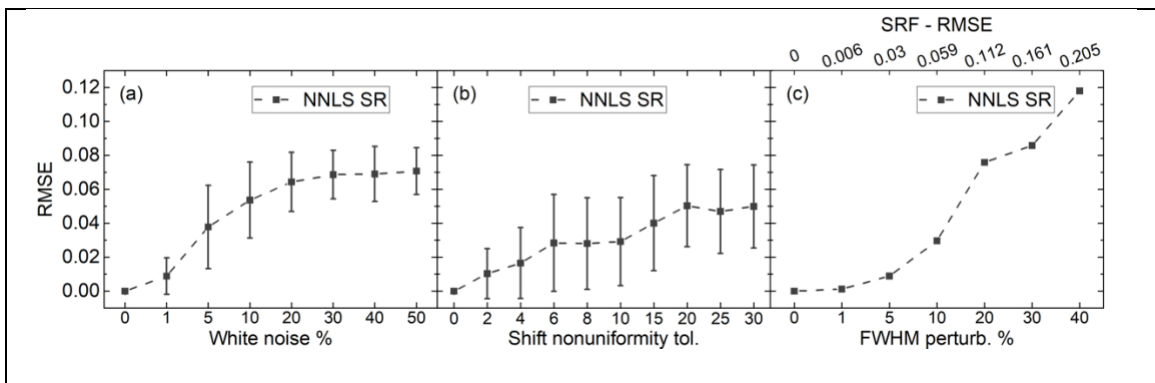 SRF - RMSE
0 0.006 0.03 0.059 0.112 0.161 0.205
(a) NNLS SR
(b) NNLS SR
(c) NNLS SR
RMSE
0.12
0.10
0.08
0.06
0.04
0.02
0.00
0 1 5 10 20 30 40 50
White noise %
0 2 4 6 8 10 15 20 25 30
Shift nonuniformity tol.
0 1 5 10 20 30 40
FWHM perturb. %